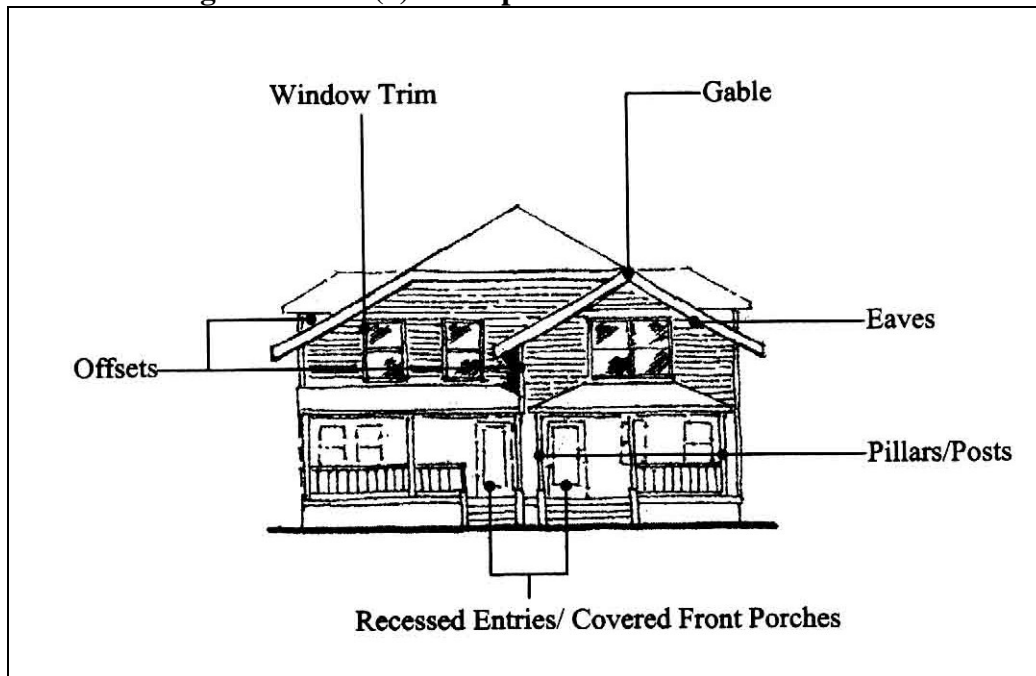 Window Trim
Gable
Eaves
Offsets
Pillars/Posts
Recessed Entries/ Covered Front Porches